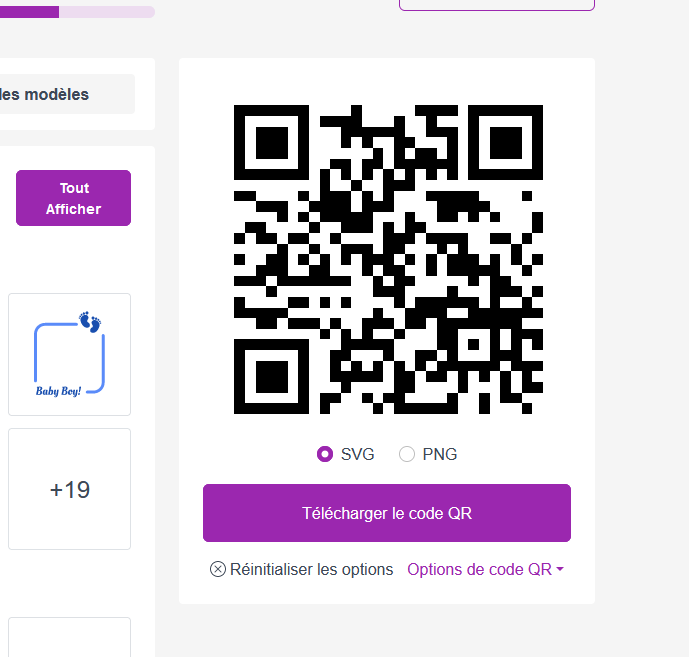 les modèles
Tout
Afficher
Baby Boy!
+19
SVG
PNG
Télécharger le code QR
Réinitialiser les options
Options de code QR